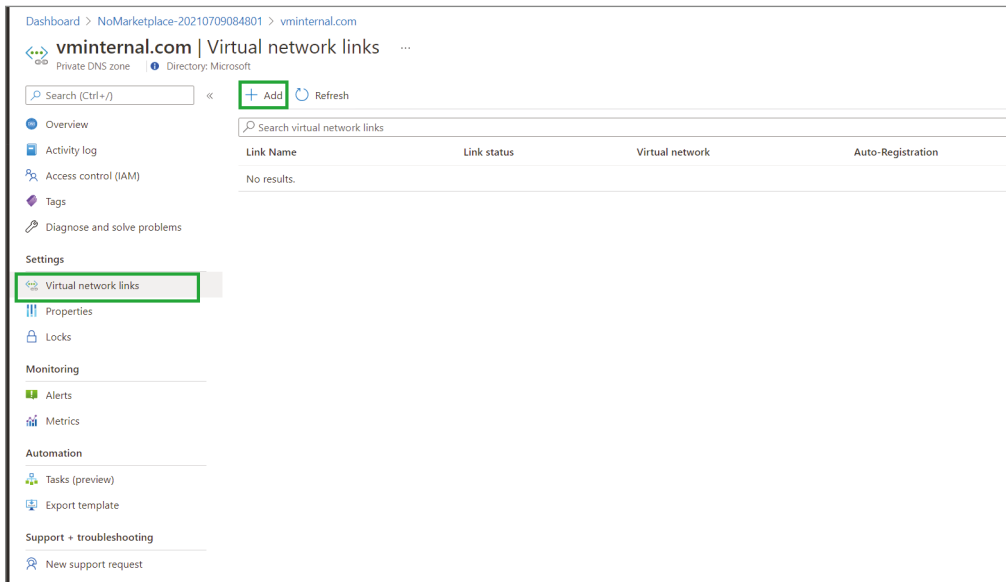 Dashboard > NoMarketplace-20210709084801 > vminternal.com
vminternal.com | Virtual network links ...
Private DNS zone Directory: Microsoft
Search (Ctrl+/) «
Overview
Activity log
Access control (IAM)
Tags
Diagnose and solve problems
Settings
Virtual network links
Properties
Locks
Monitoring
Alerts
Metrics
Automation
Tasks (preview)
Export template
Support + troubleshooting
New support request
+ Add Refresh
Search virtual network links
Link Name Link status Virtual network Auto-Registration
No results.